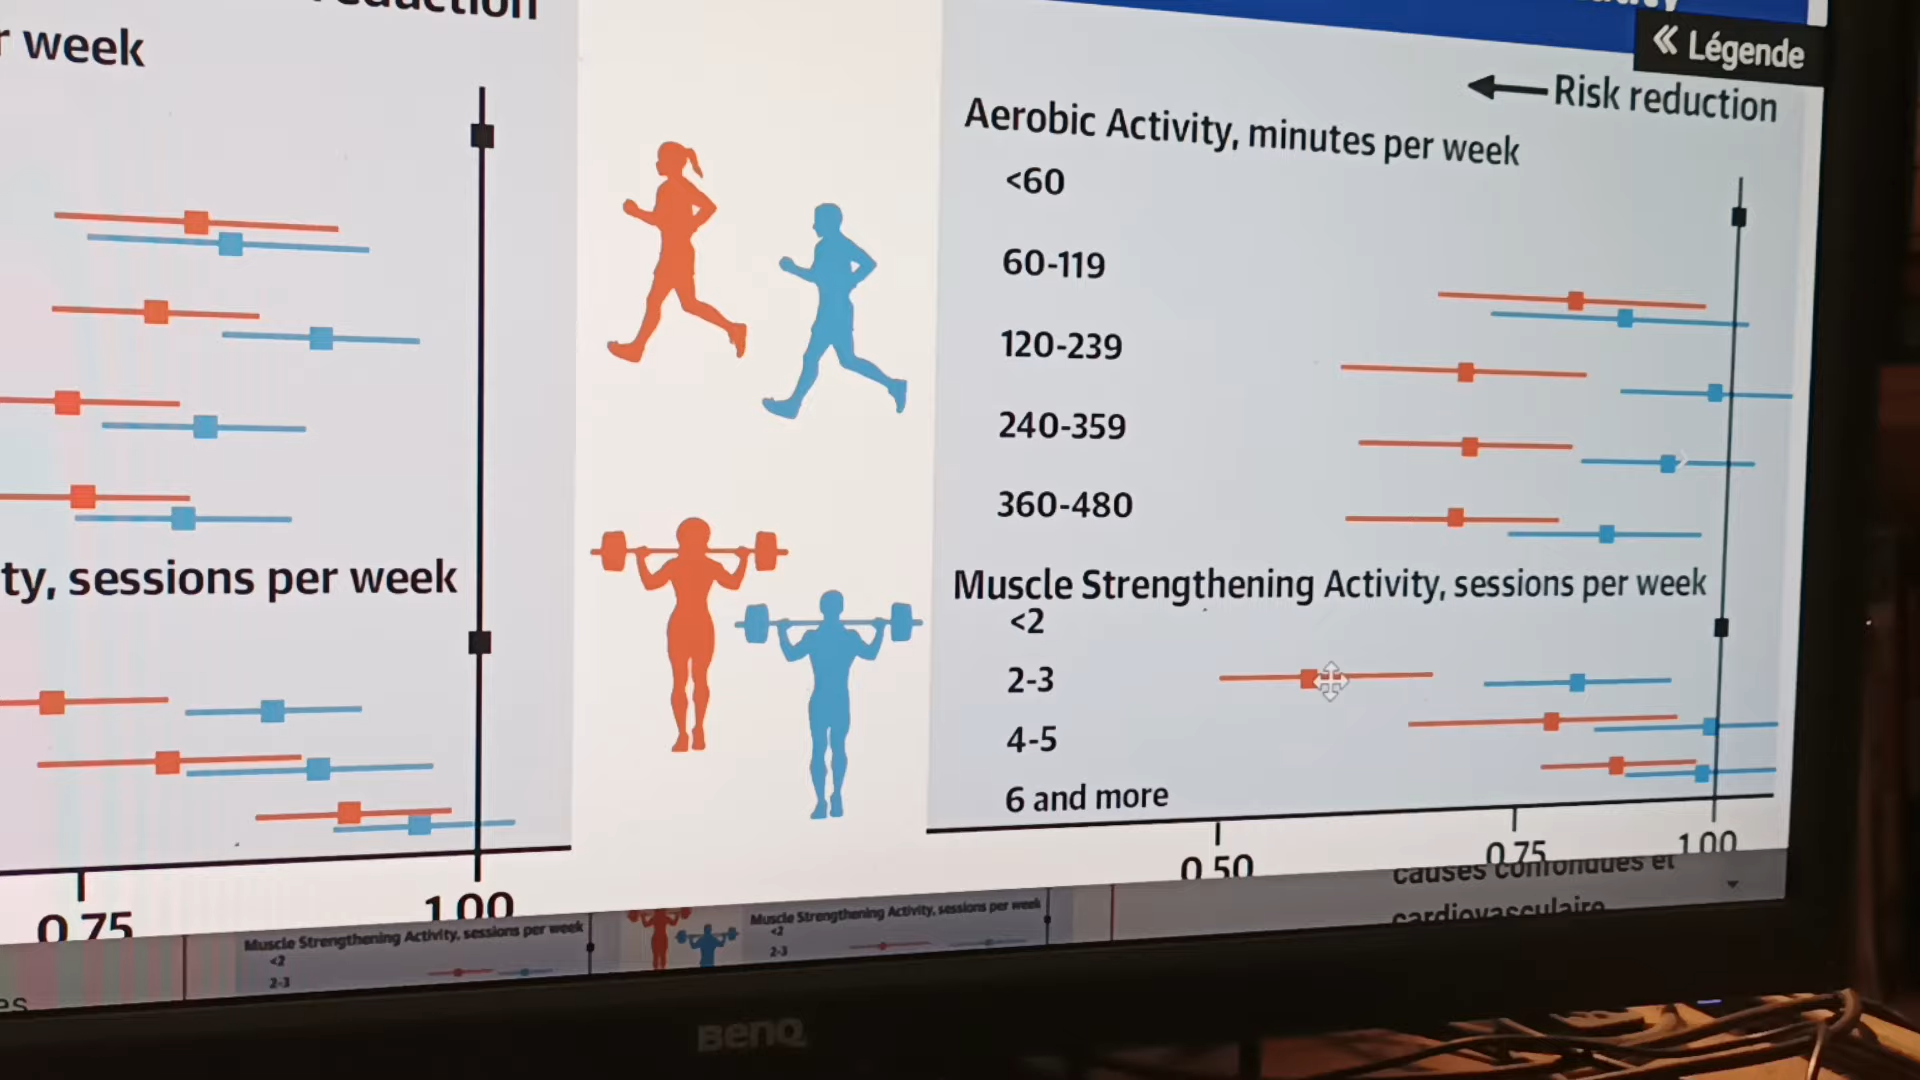 r week
ty, sessions per week
0.75
1.00
« Légende
Risk reduction
Aerobic Activity, minutes per week
<60
60-119
120-239
240-359
360-480
Muscle Strengthening Activity, sessions per week
<2
2-3
4-5
6 and more
0.50
0.75
1.00
causes confondues et
cardiovasculaire
Muscle Strengthening Activity, sessions per week
<2
2-3
Muscle Strengthening Activity, sessions per week
<2
2-3
es
BenQ